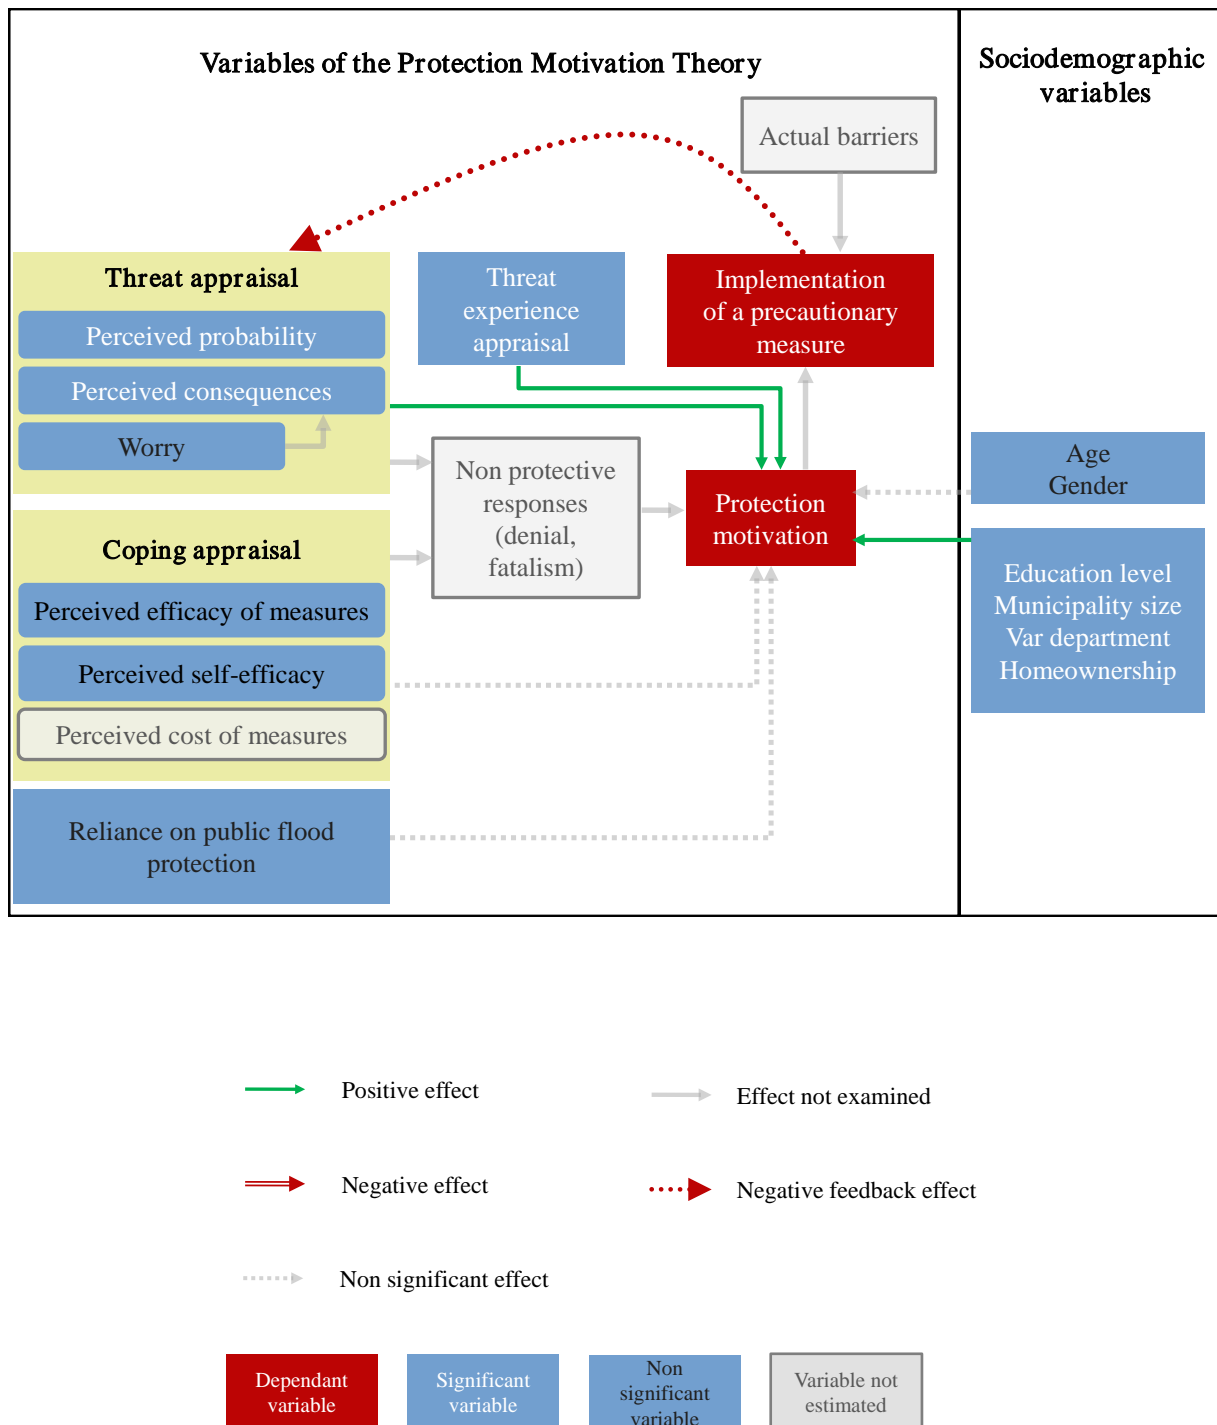 Variables of the Protection Motivation Theory
Sociodemographic
variables
Actual barriers
Threat appraisal
Perceived probability
Perceived consequences
Worry
Threat
experience
appraisal
Implementation
of a precautionary
measure
Non protective
responses
(denial,
fatalism)
Protection
motivation
Age
Gender
Education level
Municipality size
Var department
Homeownership
Coping appraisal
Perceived efficacy of measures
Perceived self-efficacy
Perceived cost of measures
Reliance on public flood
protection
Positive effect
Effect not examined
Negative effect
Negative feedback effect
Non significant effect
Dependant
variable
Significant
variable
Non
significant
variable
Variable not
estimated